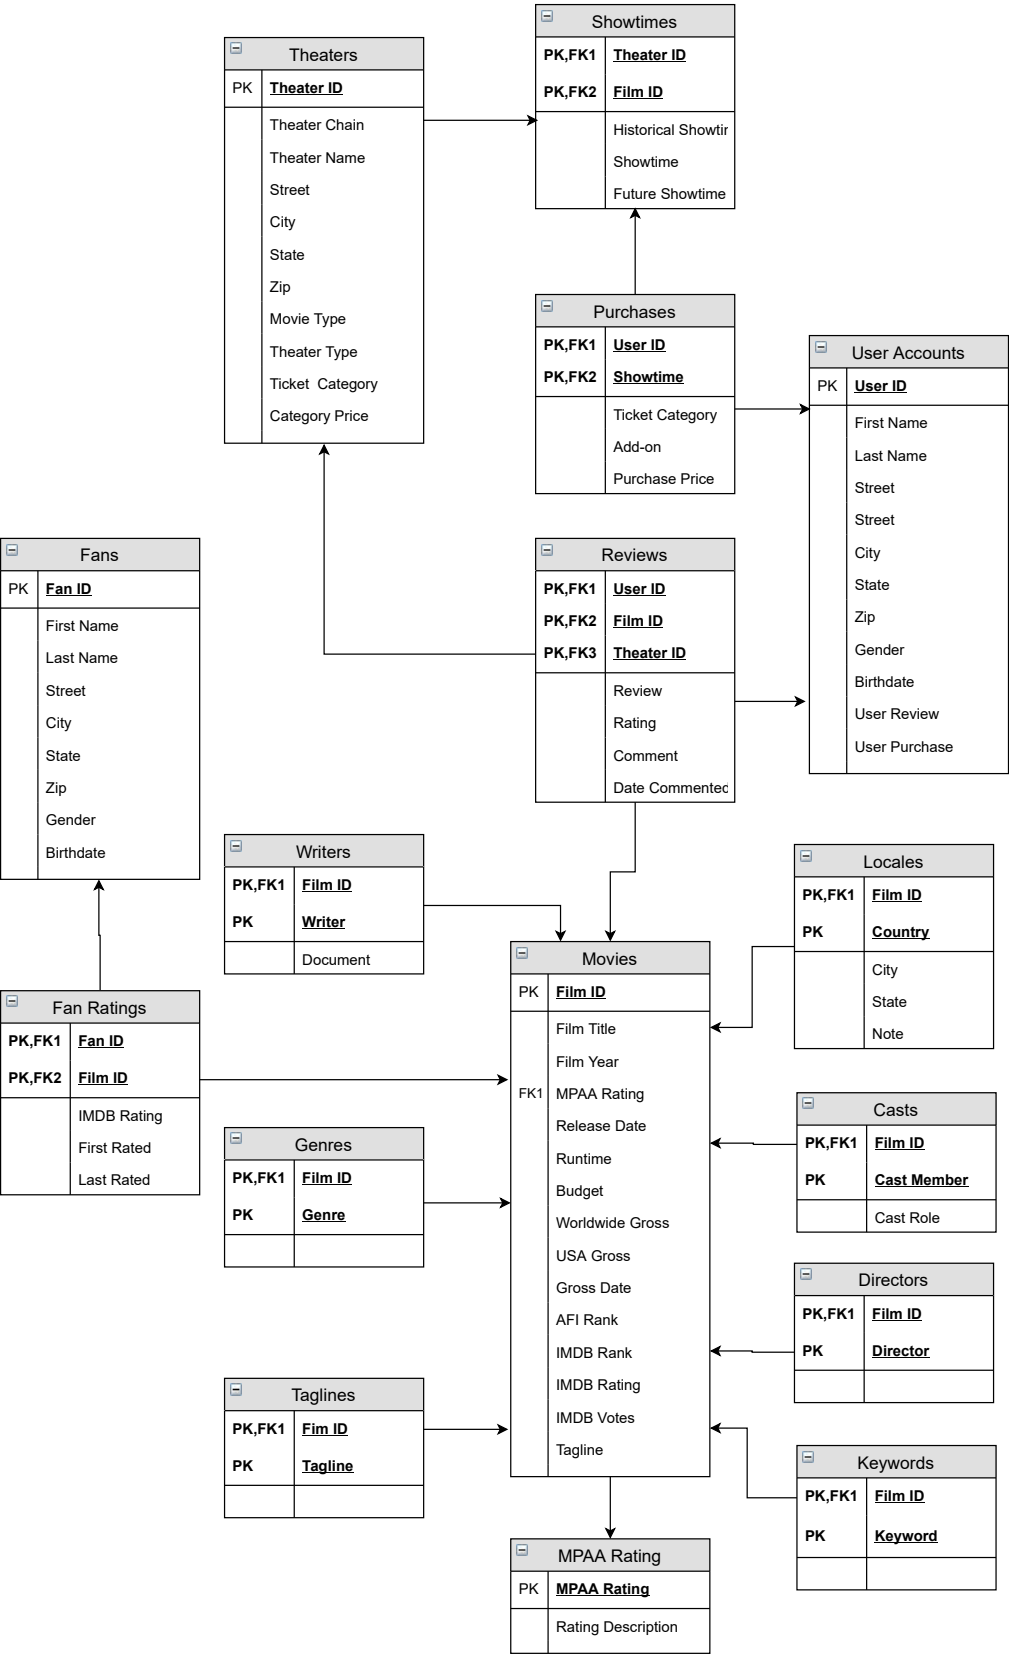 Showtimes
PK,FK1 Theater ID
PK,FK2 Film ID
Historical Showtir
Showtime
Future Showtime
Theaters
PK Theater ID
Theater Chain
Theater Name
Street
City
State
Zip
Movie Type
Theater Type
Ticket Category
Category Price
Purchases
PK,FK1 User ID
PK,FK2 Showtime
Ticket Category
Add-on
Purchase Price
User Accounts
PK User ID
First Name
Last Name
Street
Street
City
State
Zip
Gender
Birthdate
User Review
User Purchase
Fans
PK Fan ID
First Name
Last Name
Street
City
State
Zip
Gender
Birthdate
Reviews
PK,FK1 User ID
PK,FK2 Film ID
PK,FK3 Theater ID
Review
Rating
Comment
Date Commented
Writers
PK,FK1 Film ID
PK Writer
Document
Locales
PK,FK1 Film ID
PK Country
City
State
Note
Fan Ratings
PK,FK1 Fan ID
PK,FK2 Film ID
IMDB Rating
First Rated
Last Rated
Movies
PK Film ID
Film Title
Film Year
FK1 MPAA Rating
Release Date
Runtime
Budget
Worldwide Gross
USA Gross
Gross Date
AFI Rank
IMDB Rank
IMDB Rating
IMDB Votes
Tagline
Genres
PK,FK1 Film ID
PK Genre
Casts
PK,FK1 Film ID
PK Cast Member
Cast Role
Directors
PK,FK1 Film ID
PK Director
Taglines
PK,FK1 Fim ID
PK Tagline
Keywords
PK,FK1 Film ID
PK Keyword
MPAA Rating
PK MPAA Rating
Rating Description